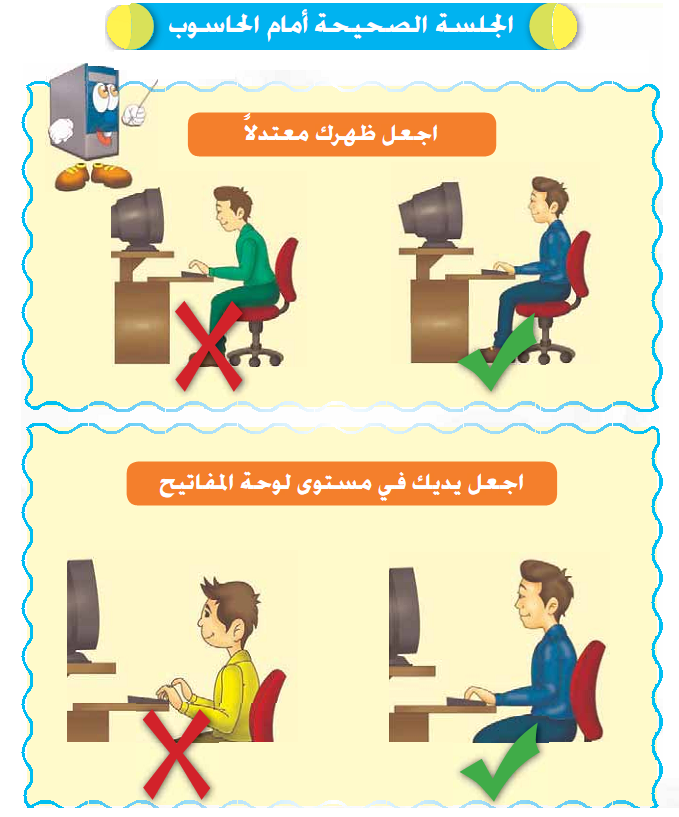 الجلسة الصحيحة أمام الحاسوب
اجعل ظهرك معتدلاً
اجعل يديك في مستوى لوحة المفاتيح